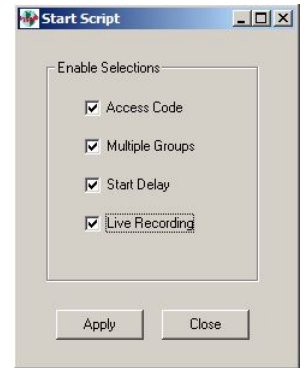 Start Script
Enable Selections
Access Code
Multiple Groups
Start Delay
Live Recording
Apply Close